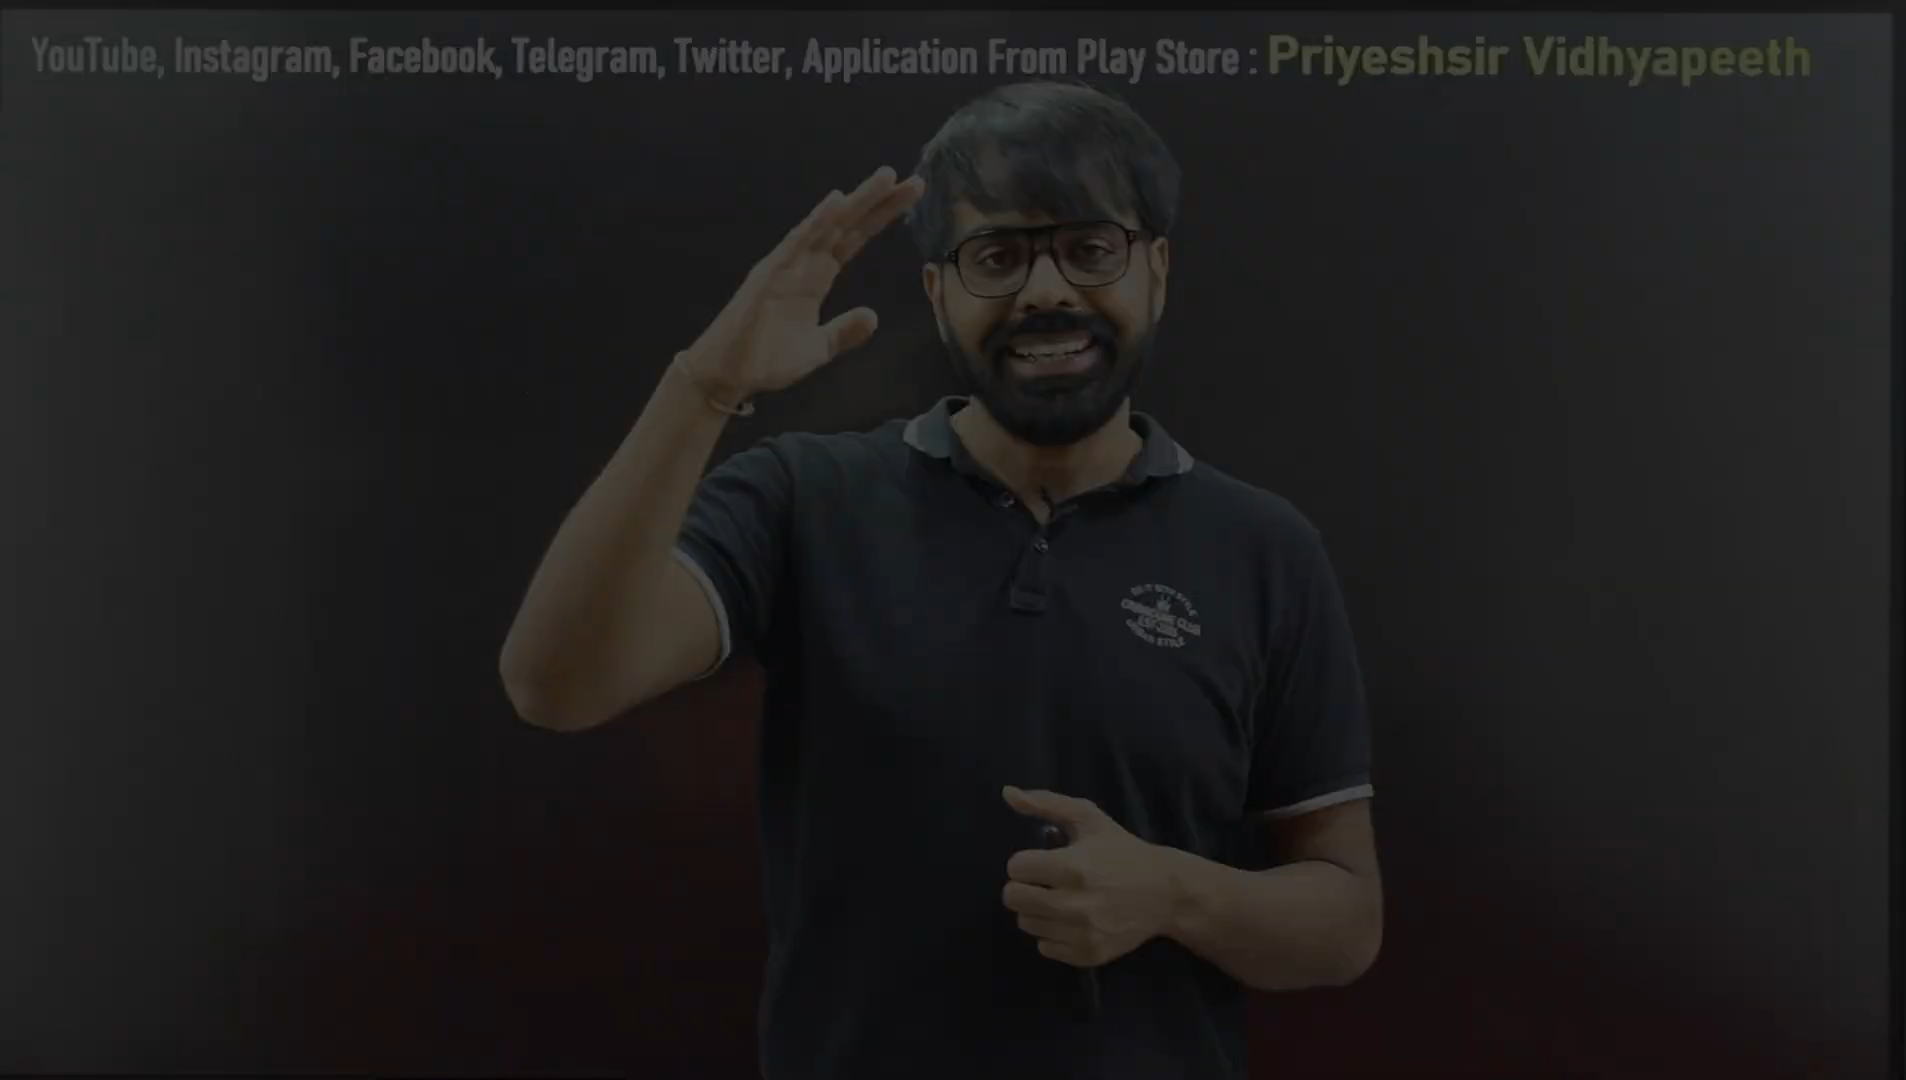 YouTube, Instagram, Facebook, Telegram, Twitter, Application From Play Store : Priyeshsir Vidhyapeeth